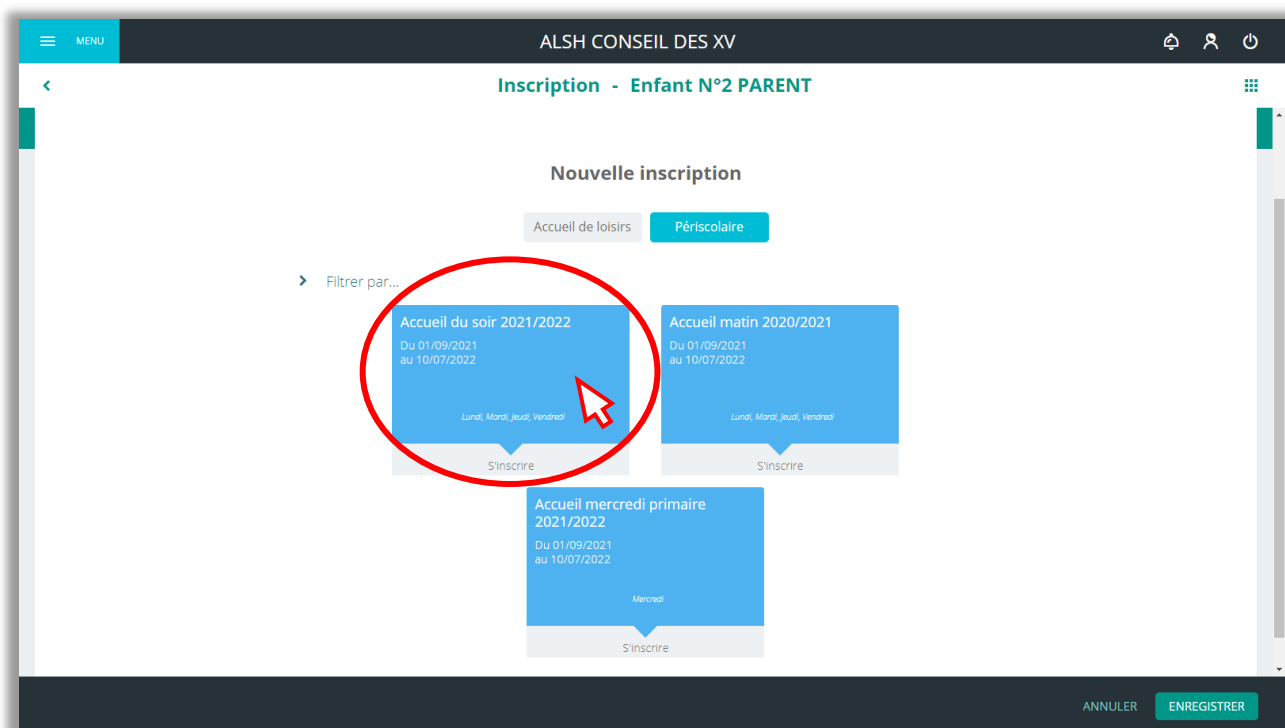 MENU
ALSH CONSEIL DES XV
Inscription - Enfant N°2 PARENT
Nouvelle inscription
Accueil de loisirs
Périscolaire
Filtrer par...
Accueil du soir 2021/2022
Du 01/09/2021
au 10/07/2022
Lundi, Mardi, Jeudi, Vendredi
S'inscrire
Accueil matin 2020/2021
Du 01/09/2021
au 10/07/2022
Lundi, Mardi, Jeudi, Vendredi
S'inscrire
Accueil mercredi primaire
2021/2022
Du 01/09/2021
au 10/07/2022
Mercredi
S'inscrire
ANNULER
ENREGISTRER